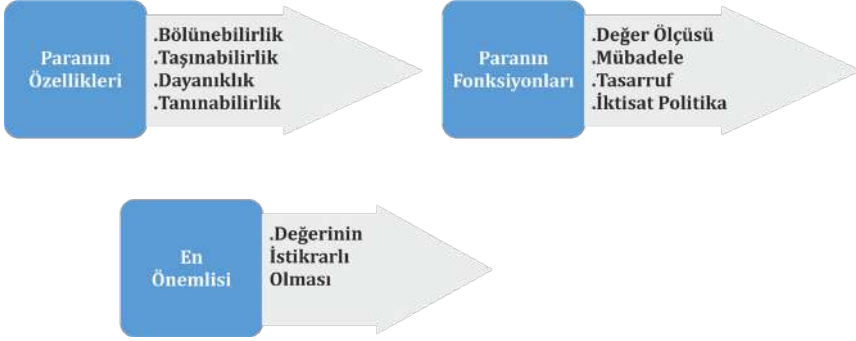 Paranın
Özellikleri
.Bölünebilirlik
.Taşınabilirlik
.Dayanıklık
.Tanınabilirlik
Paranın
Fonksiyonları
.Değer Ölçüsü
.Mübadele
.Tasarruf
.İktisat Politika
En
Önemlisi
.Değerinin
İstikrarlı
Olması